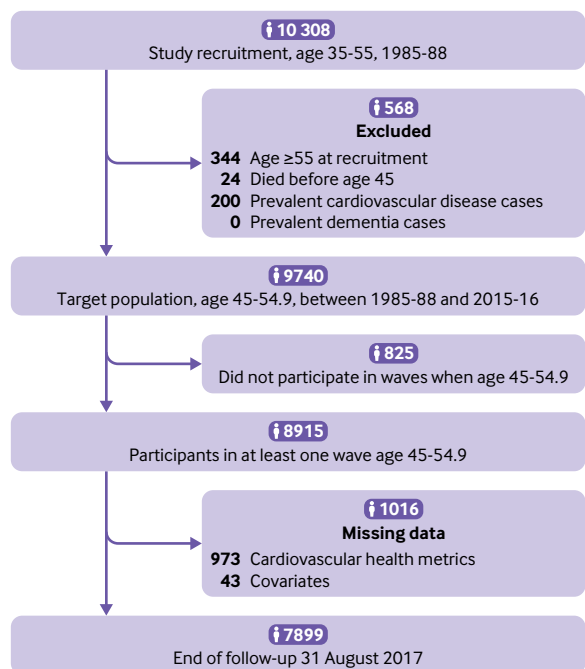 10 308
Study recruitment, age 35-55, 1985-88
568
Excluded
344 Age ≥55 at recruitment
24 Died before age 45
200 Prevalent cardiovascular disease cases
0 Prevalent dementia cases
9740
Target population, age 45-54.9, between 1985-88 and 2015-16
825
Did not participate in waves when age 45-54.9
8915
Participants in at least one wave age 45-54.9
1016
Missing data
973 Cardiovascular health metrics
43 Covariates
7899
End of follow-up 31 August 2017